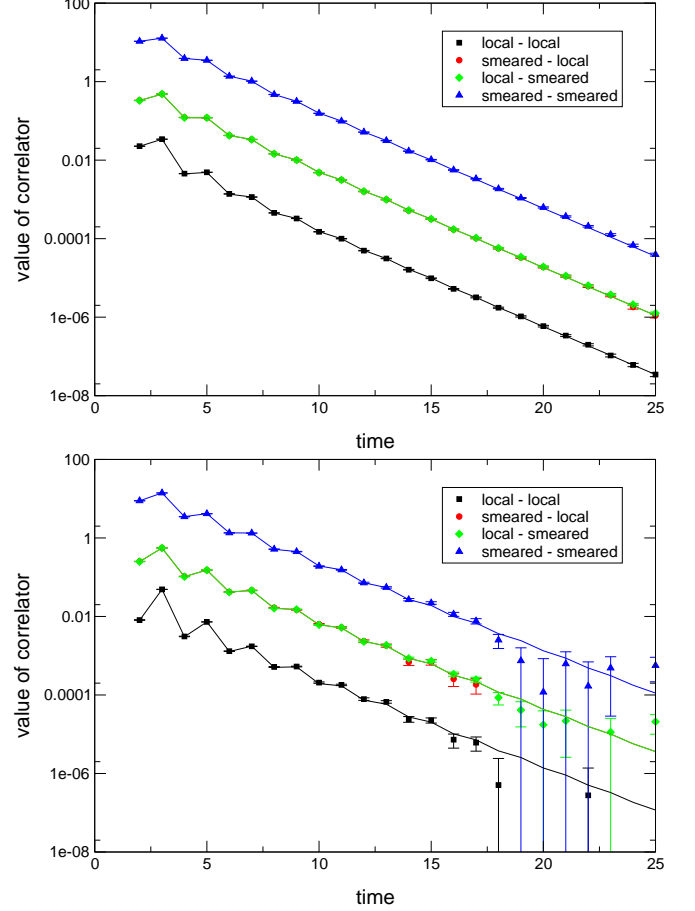 100
1
0.01
0.0001
1e-06
1e-08
value of correlator
local - local
smeared - local
local - smeared
smeared - smeared
0 5 10 15 20 25
time
100
1
0.01
0.0001
1e-06
1e-08
value of correlator
local - local
smeared - local
local - smeared
smeared - smeared
0 5 10 15 20 25
time